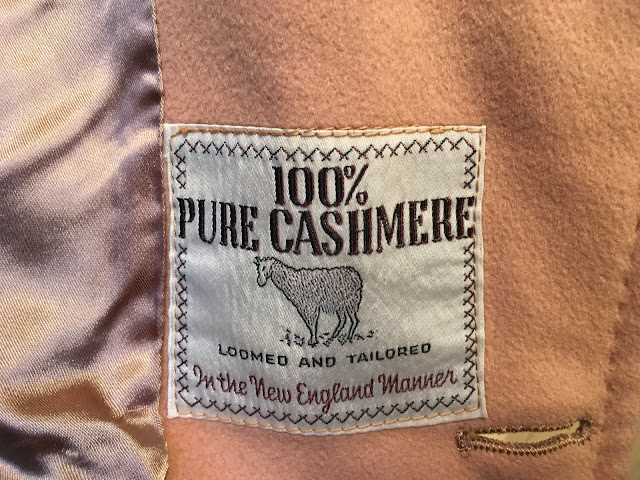 100%
PURE CASHMERE
LOOMED AND TAILORED
In the New England Manner